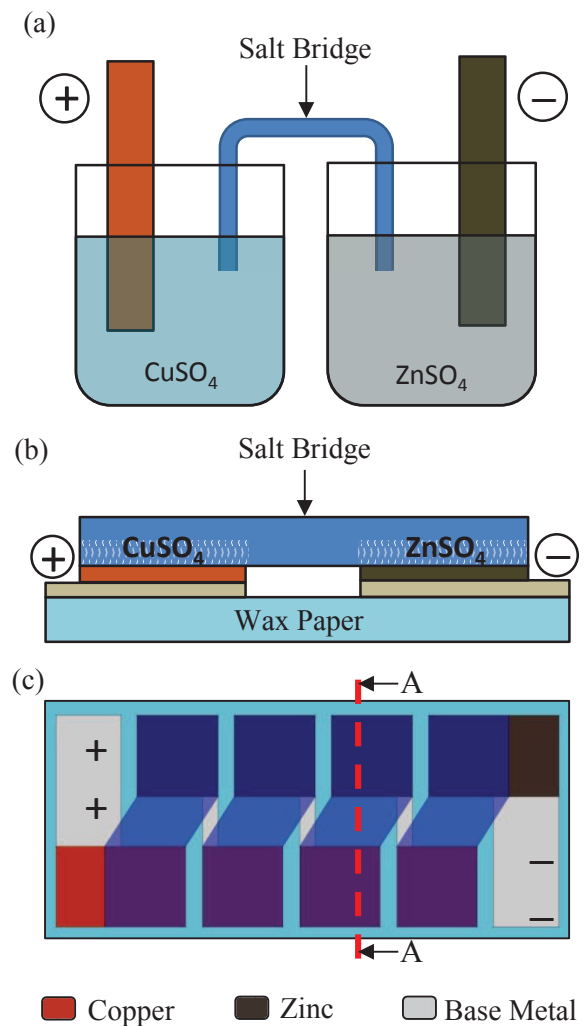 (a)
Salt Bridge
+
−
CuSO₄
ZnSO₄
(b)
Salt Bridge
+
CuSO₄
ZnSO₄
−
Wax Paper
(c)
A
+
+
−
−
A
Copper
Zinc
Base Metal